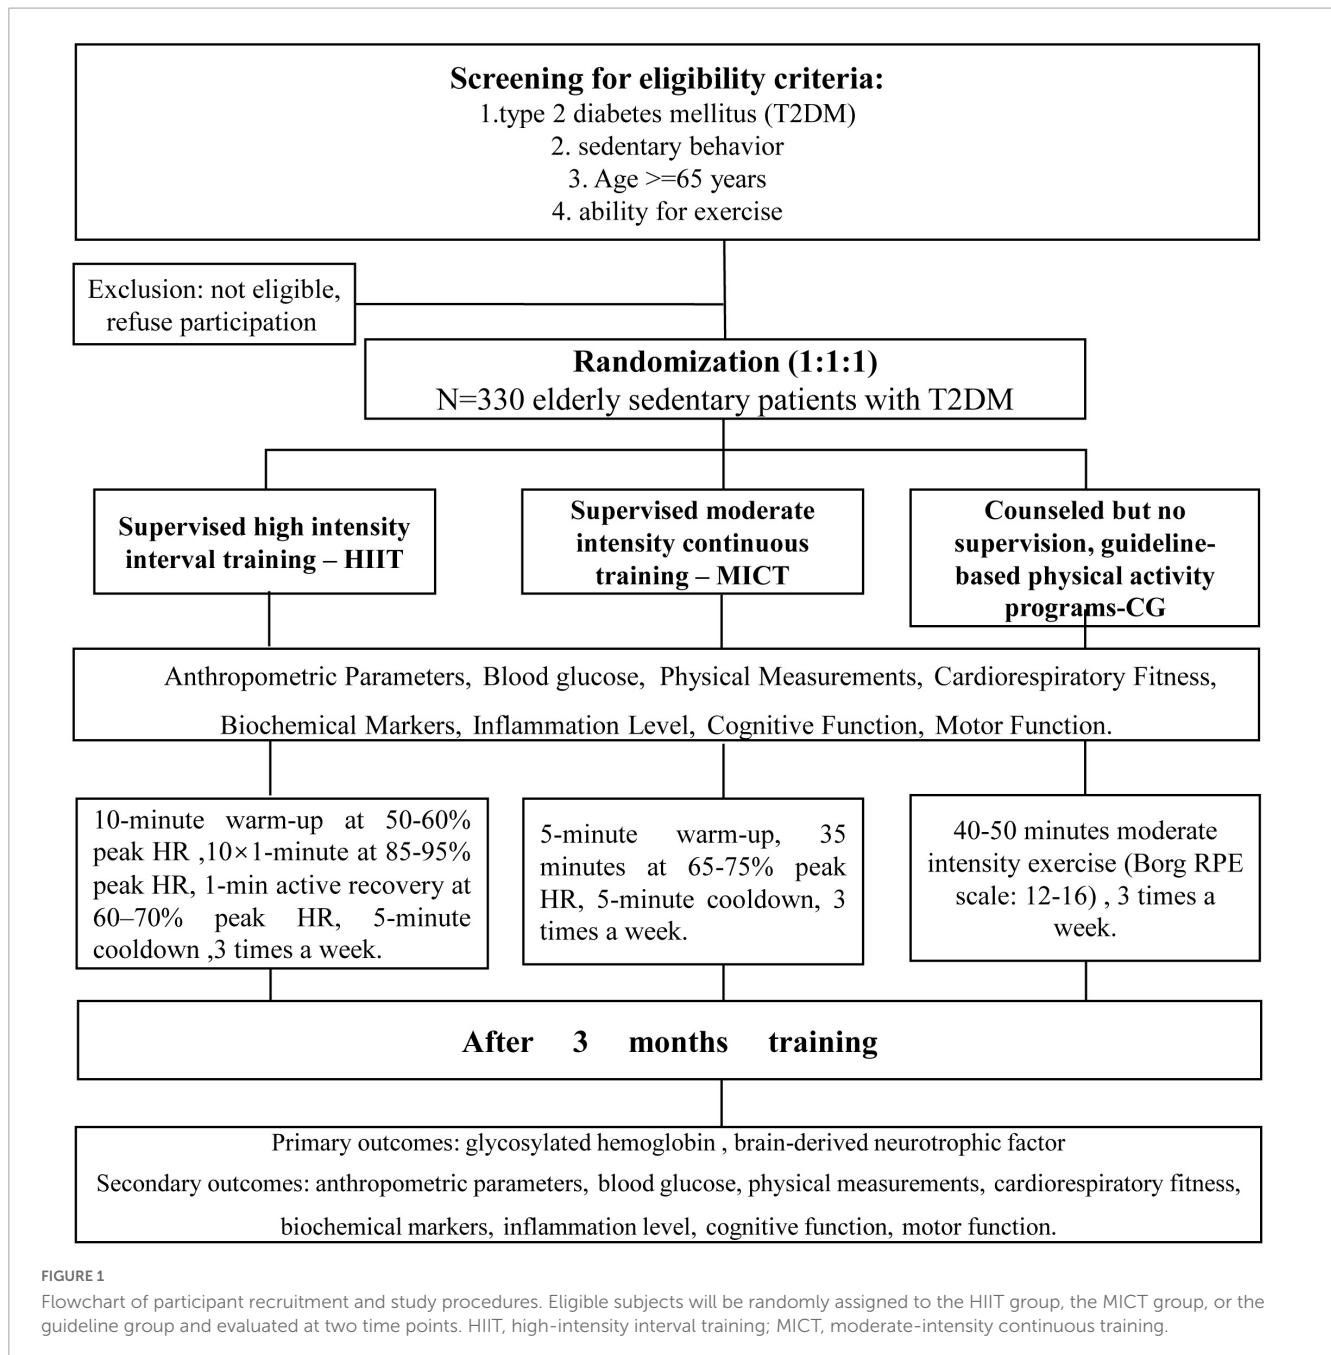 Screening for eligibility criteria:
1.type 2 diabetes mellitus (T2DM)
2. sedentary behavior
3. Age >=65 years
4. ability for exercise
Exclusion: not eligible,
refuse participation
Randomization (1:1:1)
N=330 elderly sedentary patients with T2DM
Supervised high intensity
interval training – HIIT
Supervised moderate
intensity continuous
training – MICT
Counseled but no
supervision, guideline-
based physical activity
programs-CG
Anthropometric Parameters, Blood glucose, Physical Measurements, Cardiorespiratory Fitness,
Biochemical Markers, Inflammation Level, Cognitive Function, Motor Function.
10-minute warm-up at 50-60%
peak HR ,10×1-minute at 85-95%
peak HR, 1-min active recovery at
60–70% peak HR, 5-minute
cooldown ,3 times a week.
5-minute warm-up, 35
minutes at 65-75% peak
HR, 5-minute cooldown, 3
times a week.
40-50 minutes moderate
intensity exercise (Borg RPE
scale: 12-16) , 3 times a
week.
After 3 months training
Primary outcomes: glycosylated hemoglobin , brain-derived neurotrophic factor
Secondary outcomes: anthropometric parameters, blood glucose, physical measurements, cardiorespiratory fitness,
biochemical markers, inflammation level, cognitive function, motor function.
FIGURE 1
Flowchart of participant recruitment and study procedures. Eligible subjects will be randomly assigned to the HIIT group, the MICT group, or the
guideline group and evaluated at two time points. HIIT, high-intensity interval training; MICT, moderate-intensity continuous training.